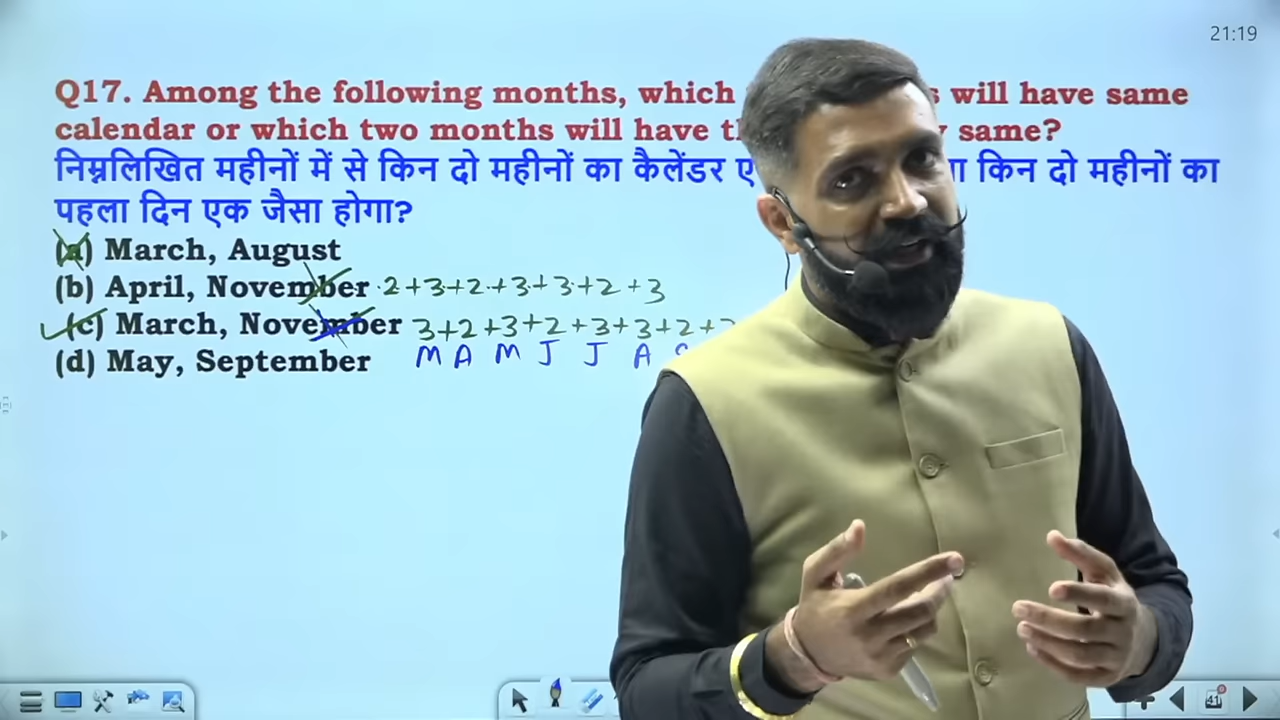 21:19
Q17. Among the following months, which will have same
calendar or which two months will have same?
निम्नलिखित महीनों में से किन दो महीनों का कैलेंडर किन दो महीनों का
पहला दिन एक जैसा होगा?
(a) March, August
(b) April, November 2+3+2+3+3+2+3
(c) March, November 3+2+3+2+3+3+2+
M A M J J A
(d) May, September
41